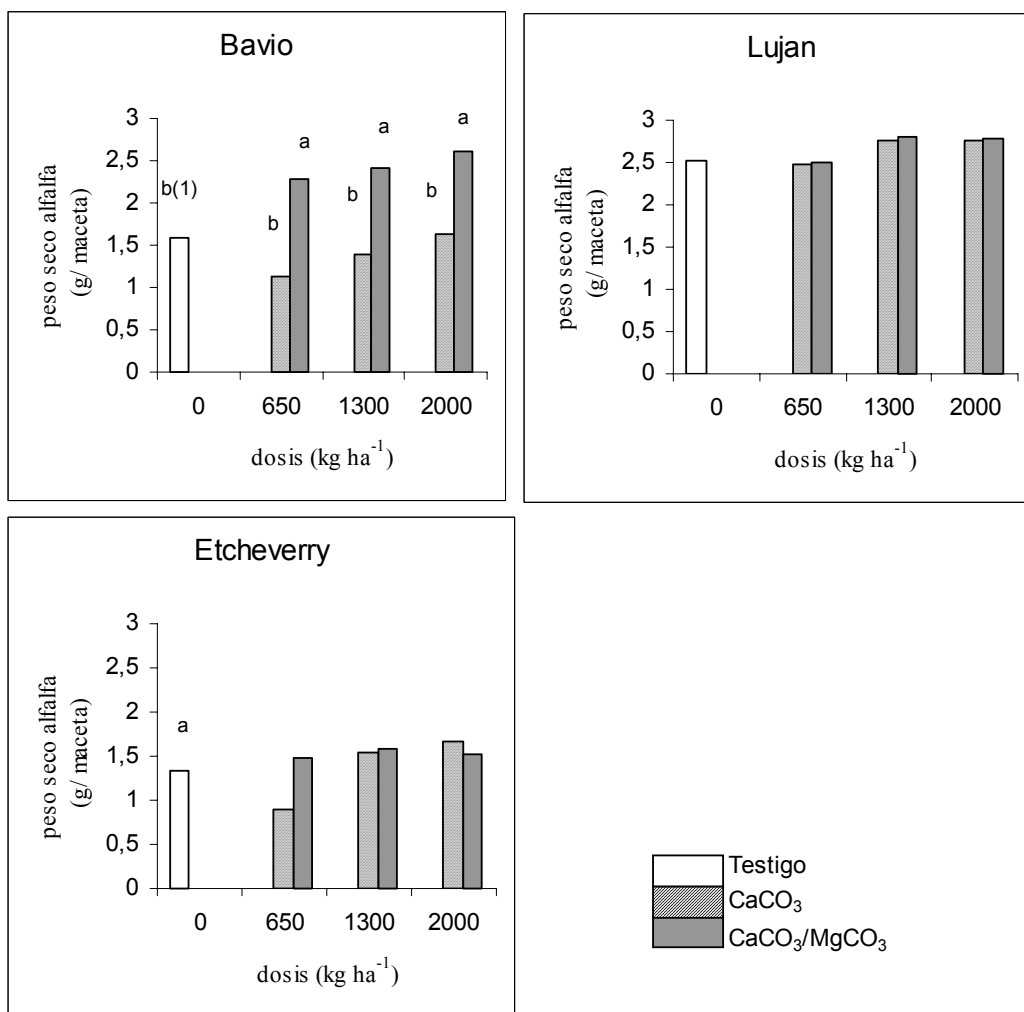 Bavio
peso seco alfalfa
(g/ maceta)
3
2,5
2
1,5
1
0,5
0
b(1)
b
a
b
a
b
a
0
650
1300
2000
dosis (kg ha⁻¹)
Lujan
peso seco alfalfa
(g/ maceta)
3
2,5
2
1,5
1
0,5
0
0
650
1300
2000
dosis (kg ha⁻¹)
Etcheverry
peso seco alfalfa
(g/ maceta)
3
2,5
2
1,5
1
0,5
0
a
0
650
1300
2000
dosis (kg ha⁻¹)
Testigo
CaCO₃
CaCO₃/MgCO₃